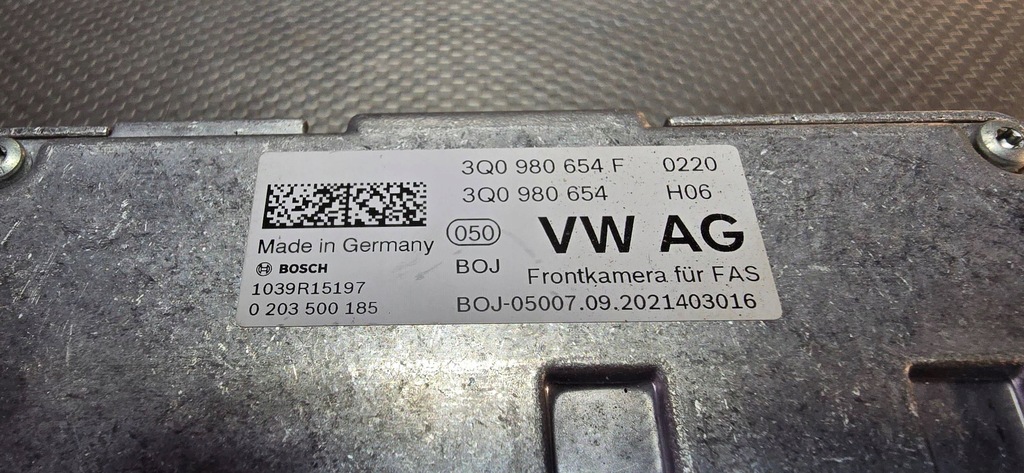 3Q0 980 654 F 0220
3Q0 980 654 H06
050 VW AG
Made in Germany
BOJ Frontkamera für FAS
BOSCH
1039R15197
0 203 500 185
BOJ-05007.09.2021403016